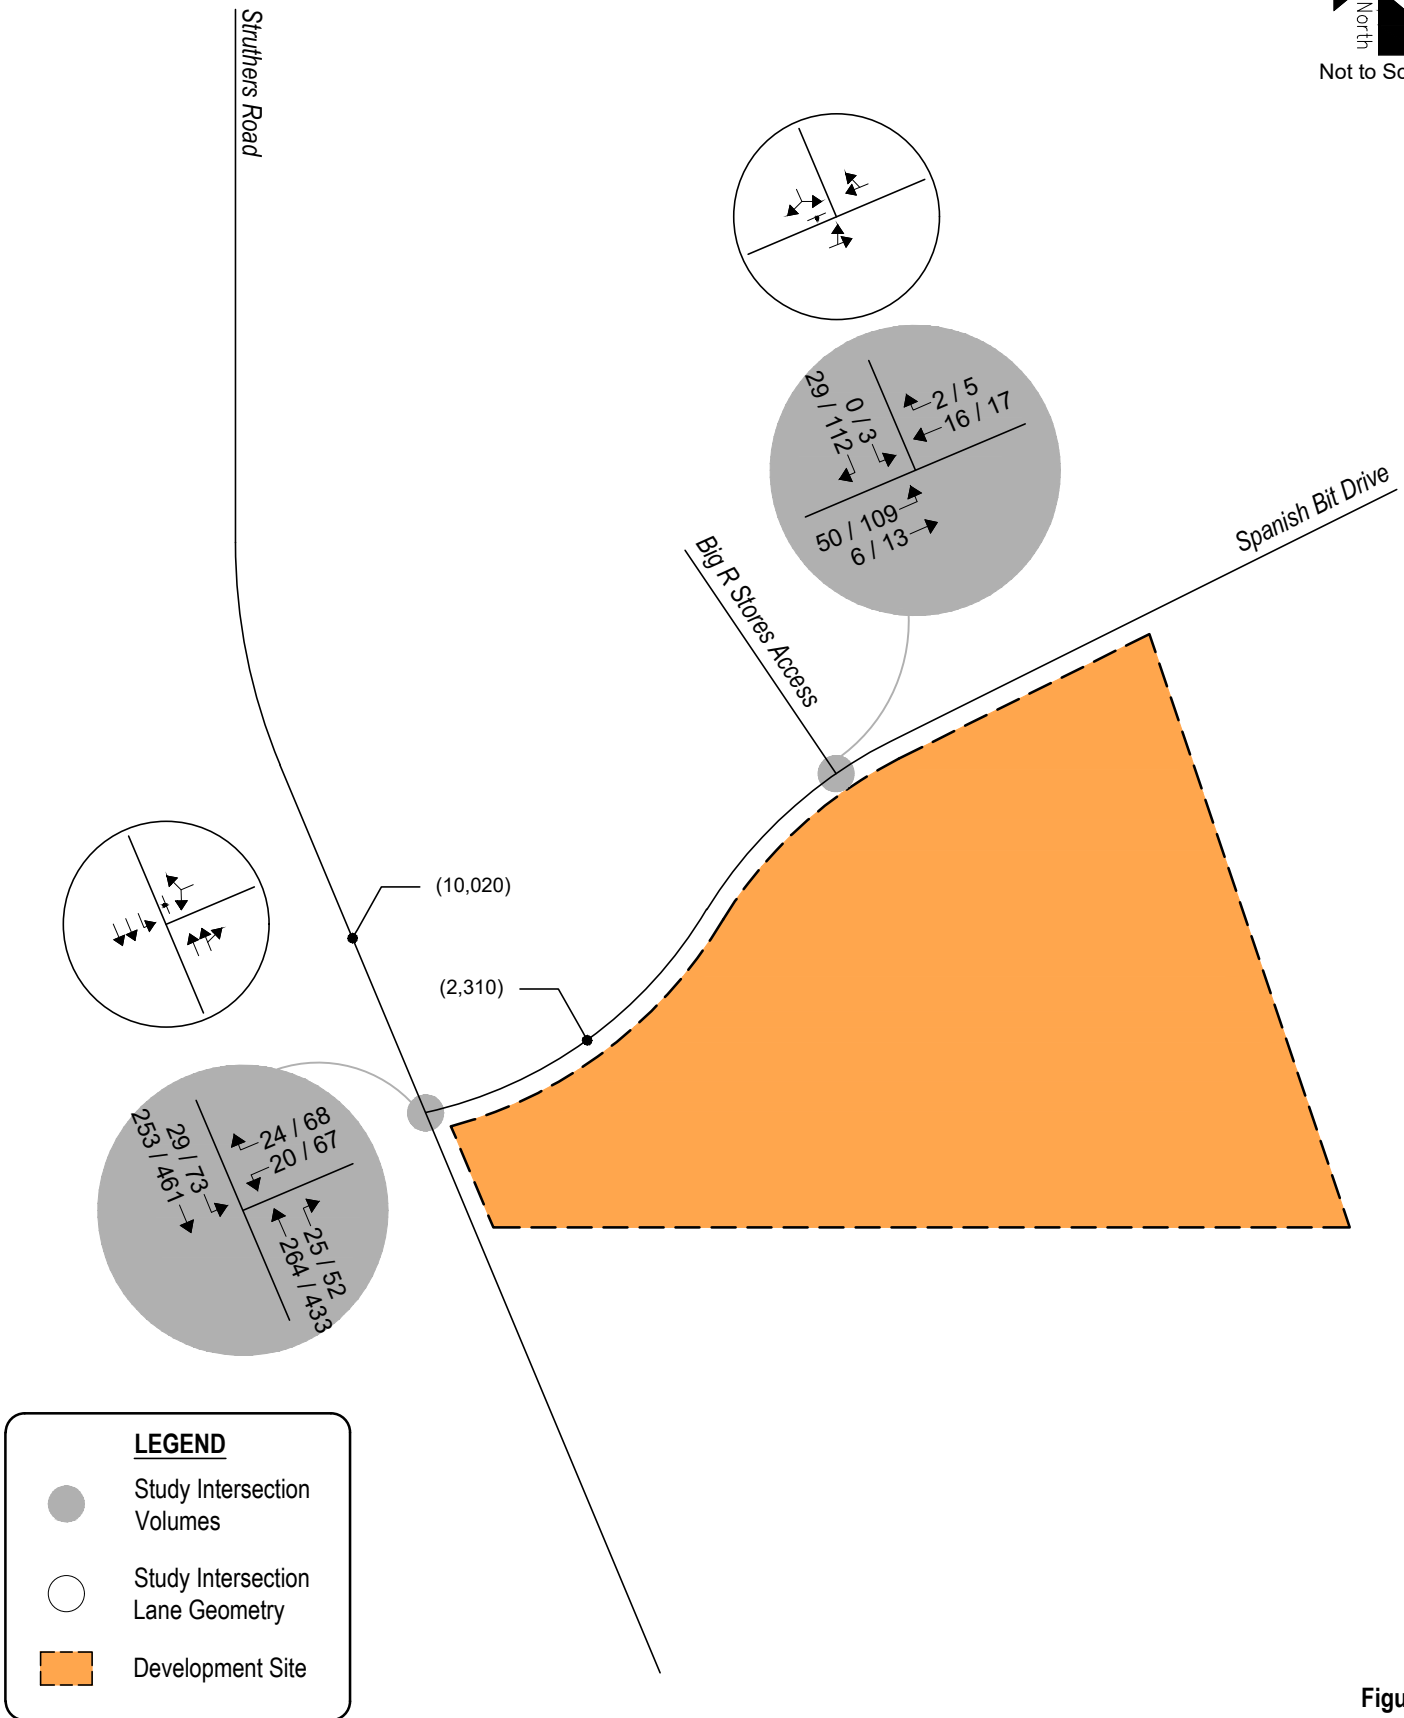 North
Not to Sc
Struthers Road
29 / 112
0 / 3
2 / 5
16 / 17
50 / 109
6 / 13
Spanish Bit Drive
Big R Stores Access
(10,020)
(2,310)
253 / 461
29 / 73
24 / 68
20 / 67
25 / 52
264 / 433
LEGEND
Study Intersection
Volumes
Study Intersection
Lane Geometry
Development Site
Figu